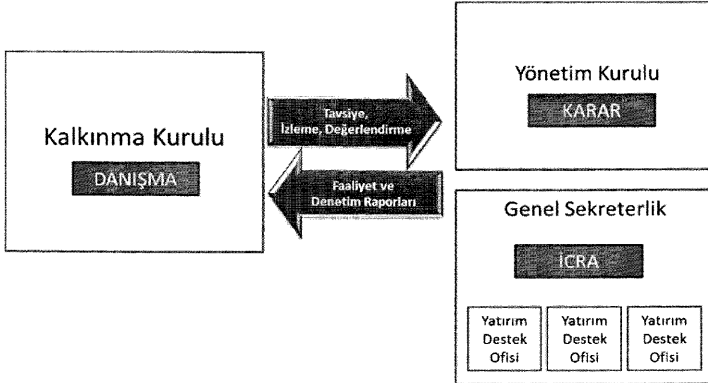 Kalkınma Kurulu
DANIŞMA
Tavsiye,
İzleme, Değerlendirme
Faaliyet ve
Denetim Raporları
Yönetim Kurulu
KARAR
Genel Sekreterlik
İCRA
Yatırım
Destek
Ofisi
Yatırım
Destek
Ofisi
Yatırım
Destek
Ofisi